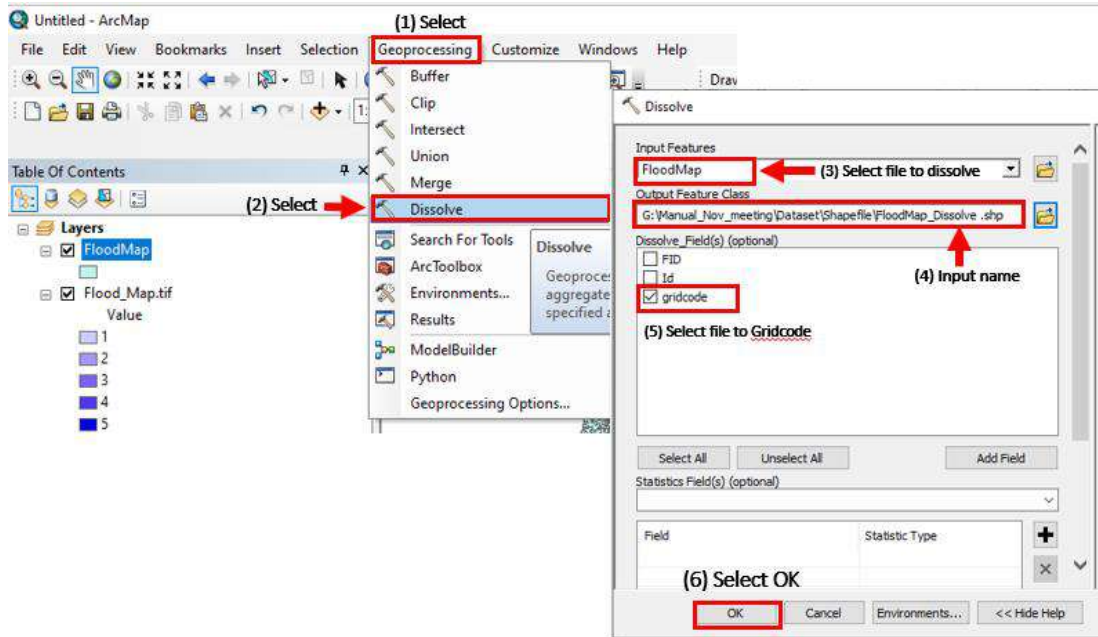 Untitled - ArcMap
(1) Select
File Edit View Bookmarks Insert Selection Geoprocessing Customize Windows Help
Buffer
Clip
Intersect
Union
Merge
Dissolve
Search For Tools
ArcToolbox
Environments...
Results
ModelBuilder
Python
Geoprocessing Options...
Draw
1:
Table Of Contents
(2) Select
Layers
FloodMap
Flood_Map.tif
Value
1
2
3
4
5
Dissolve
Geoproces
aggregate
specified a
Dissolve
Input Features
FloodMap
(3) Select file to dissolve
Output Feature Class
G:\Manual_Nov_meeting\Dataset\Shapefile\FloodMap_Dissolve .shp
Dissolve_Field(s) (optional)
FID
Id
gridcode
(4) Input name
(5) Select file to Gridcode
Select All Unselect All Add Field
Statistics Field(s) (optional)
Field Statistic Type
(6) Select OK
OK Cancel Environments... << Hide Help